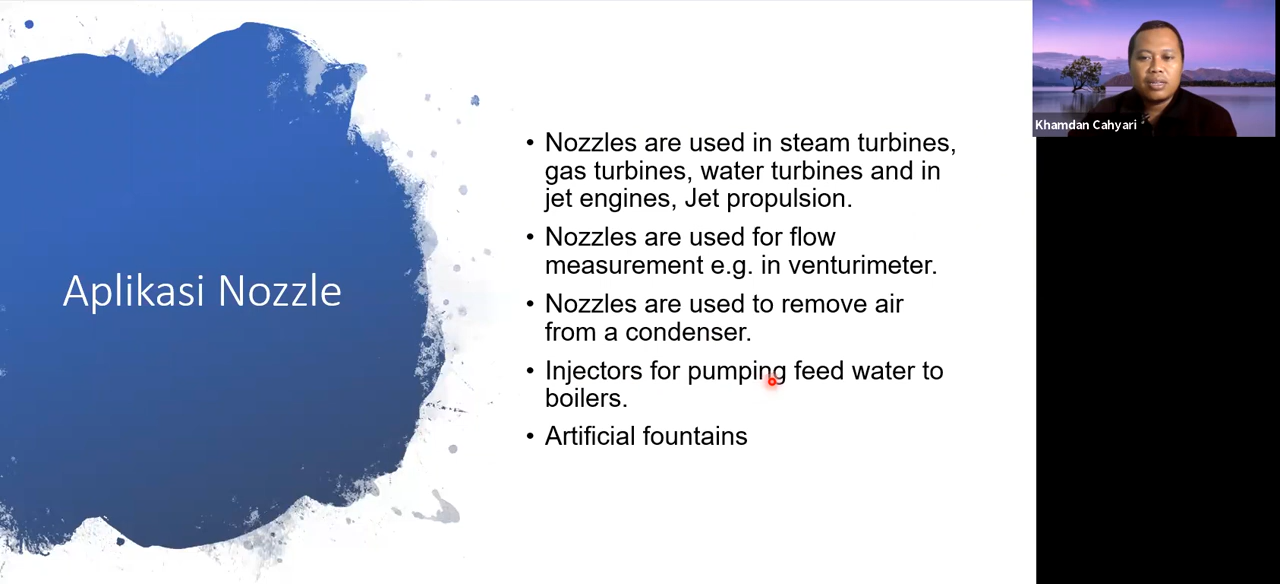 Aplikasi Nozzle
• Nozzles are used in steam turbines,
gas turbines, water turbines and in
jet engines, Jet propulsion.
• Nozzles are used for flow
measurement e.g. in venturimeter.
• Nozzles are used to remove air
from a condenser.
• Injectors for pumping feed water to
boilers.
• Artificial fountains
Khamdan Cahyari